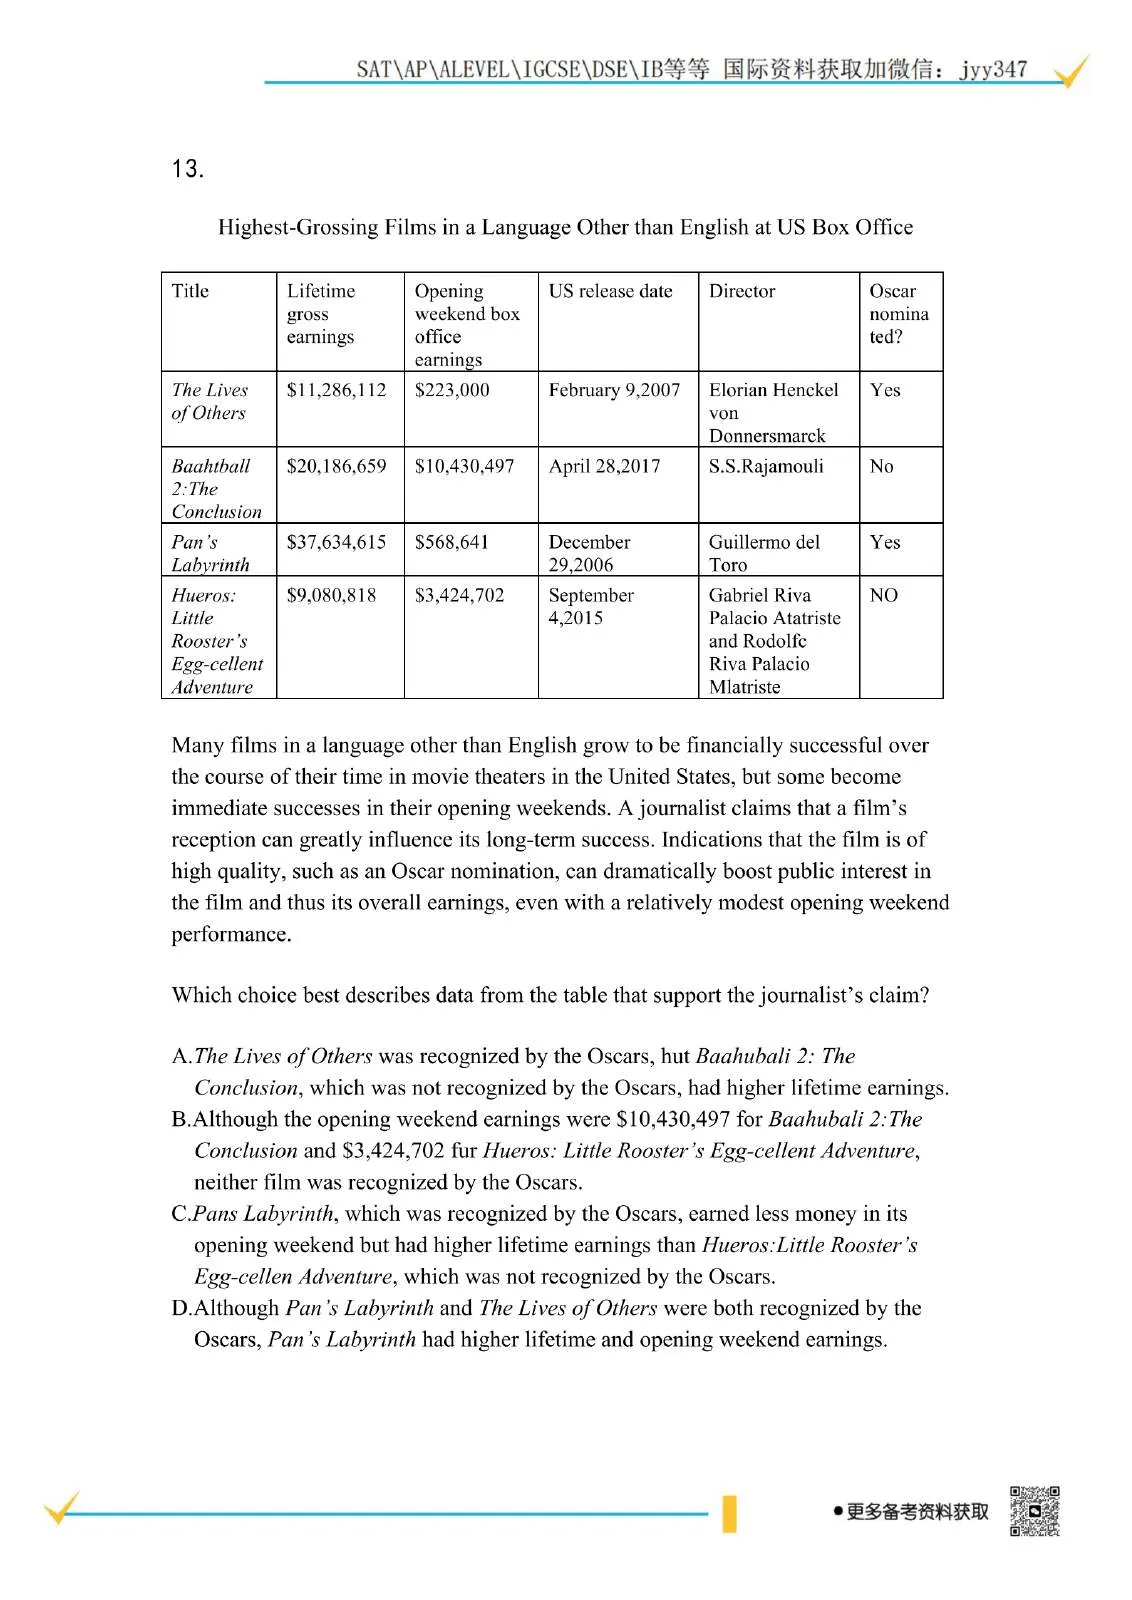 SAT\AP\ALEVEL\IGCSE\DSE\IB等等 国际资料获取加微信：jyy347
13.
Highest-Grossing Films in a Language Other than English at US Box Office
Title
Lifetime
gross
earnings
Opening
weekend box
office
earnings
US release date
Director
Oscar
nomina
ted?
The Lives
of Others
$11,286,112
$223,000
February 9,2007
Elorian Henckel
von
Donnersmarck
Yes
Baahtball
2:The
Conclusion
$20,186,659
$10,430,497
April 28,2017
S.S.Rajamouli
No
Pan's
Labyrinth
$37,634,615
$568,641
December
29,2006
Guillermo del
Toro
Yes
Hueros:
Little
Rooster's
Egg-cellent
Adventure
$9,080,818
$3,424,702
September
4,2015
Gabriel Riva
Palacio Atatriste
and Rodolfc
Riva Palacio
Mlatriste
NO
Many films in a language other than English grow to be financially successful over
the course of their time in movie theaters in the United States, but some become
immediate successes in their opening weekends. A journalist claims that a film's
reception can greatly influence its long-term success. Indications that the film is of
high quality, such as an Oscar nomination, can dramatically boost public interest in
the film and thus its overall earnings, even with a relatively modest opening weekend
performance.
Which choice best describes data from the table that support the journalist's claim?
A.The Lives of Others was recognized by the Oscars, hut Baahubali 2: The
Conclusion, which was not recognized by the Oscars, had higher lifetime earnings.
B.Although the opening weekend earnings were $10,430,497 for Baahubali 2:The
Conclusion and $3,424,702 fur Hueros: Little Rooster's Egg-cellent Adventure,
neither film was recognized by the Oscars.
C.Pans Labyrinth, which was recognized by the Oscars, earned less money in its
opening weekend but had higher lifetime earnings than Hueros:Little Rooster's
Egg-cellen Adventure, which was not recognized by the Oscars.
D.Although Pan's Labyrinth and The Lives of Others were both recognized by the
Oscars, Pan's Labyrinth had higher lifetime and opening weekend earnings.
●更多备考资料获取